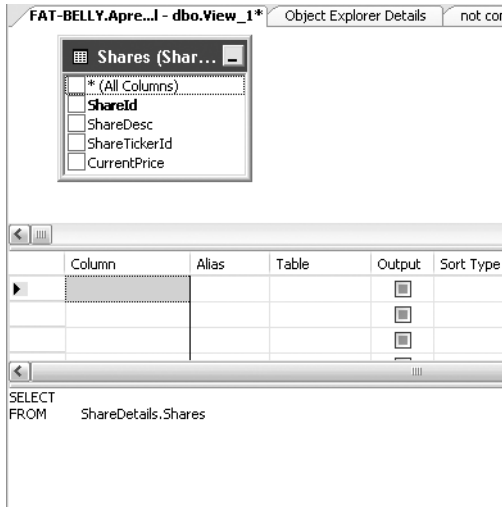 FAT-BELLY.Apre...l - dbo.View_1* Object Explorer Details not con
Shares (Shar...
* (All Columns)
ShareId
ShareDesc
ShareTickerId
CurrentPrice
Column Alias Table Output Sort Type
SELECT
FROM ShareDetails.Shares